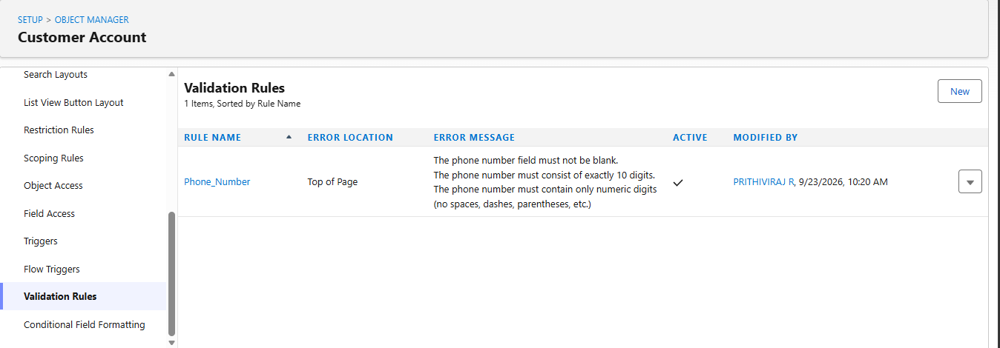 SETUP > OBJECT MANAGER
Customer Account
Search Layouts
List View Button Layout
Restriction Rules
Scoping Rules
Object Access
Field Access
Triggers
Flow Triggers
Validation Rules
Conditional Field Formatting
Validation Rules
1 Items, Sorted by Rule Name
New
RULE NAME ERROR LOCATION ERROR MESSAGE ACTIVE MODIFIED BY
Phone_Number Top of Page
The phone number field must not be blank.
The phone number must consist of exactly 10 digits.
The phone number must contain only numeric digits
(no spaces, dashes, parentheses, etc.)
PRITHIVIRAJ R, 9/23/2026, 10:20 AM